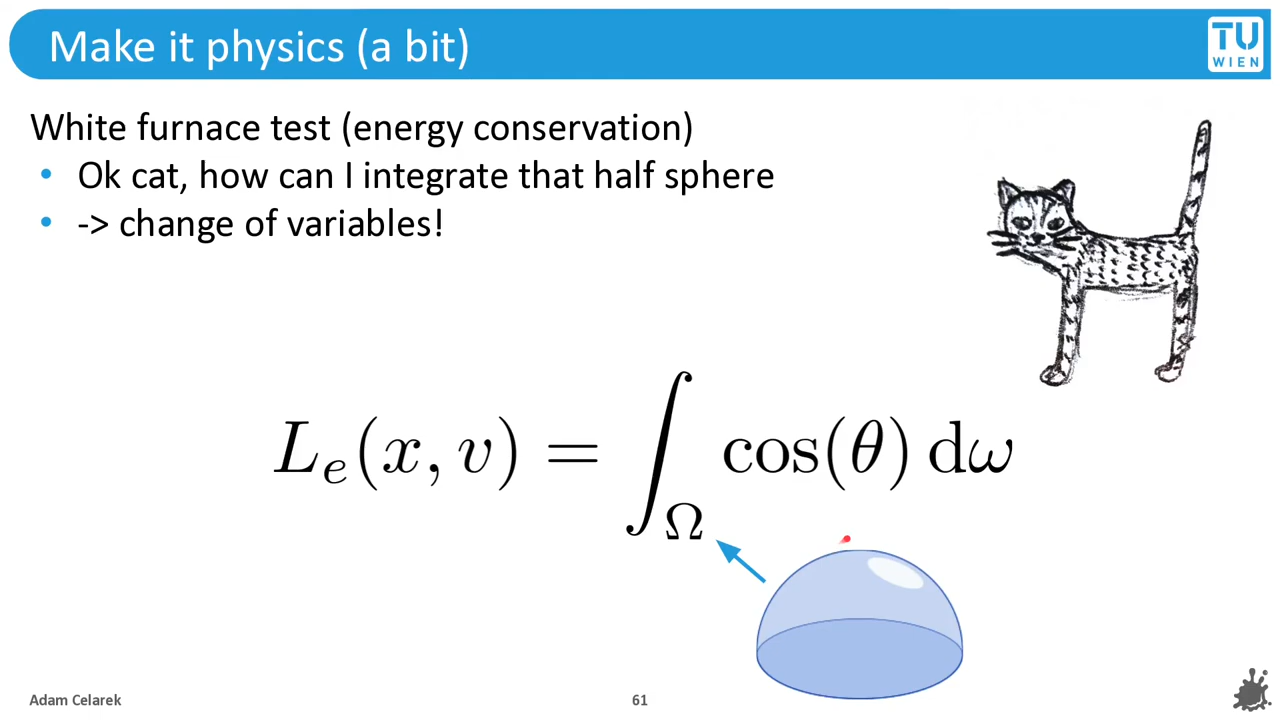 Make it physics (a bit)
TU
WIEN
White furnace test (energy conservation)
• Ok cat, how can I integrate that half sphere
• -> change of variables!
Lₑ(x, v) = ∫_Ω cos(θ) dω
Adam Celarek
61